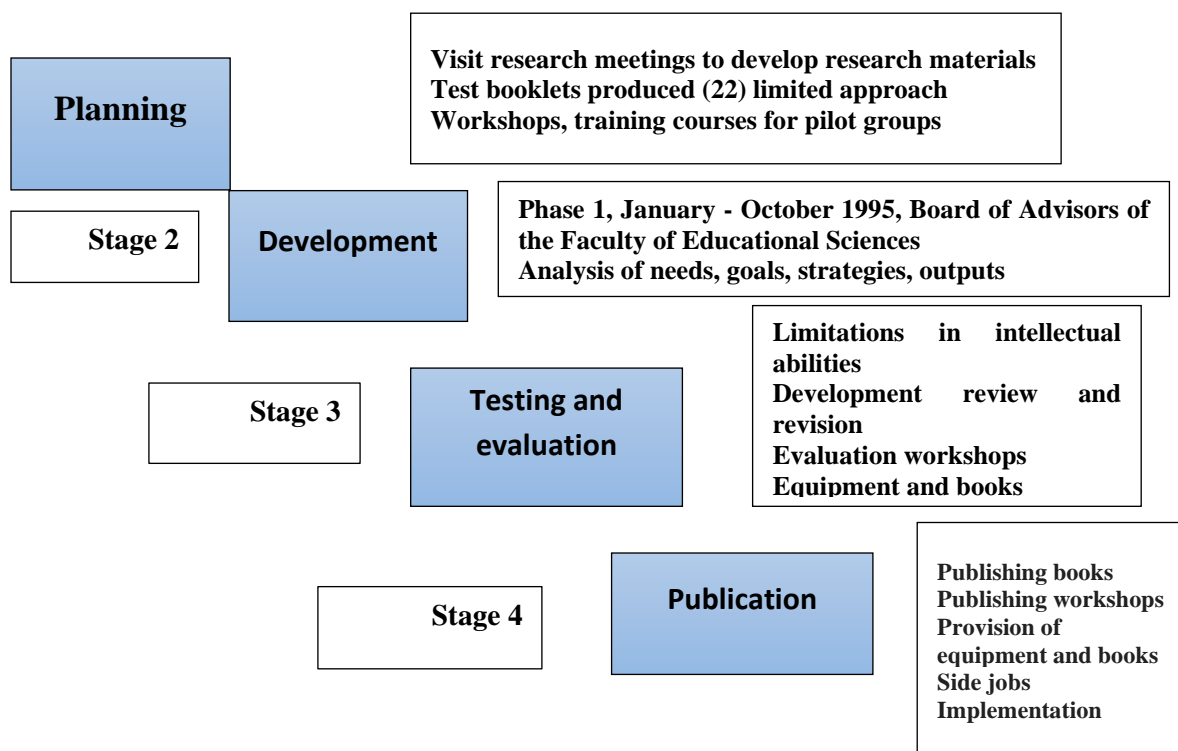 Planning
Visit research meetings to develop research materials
Test booklets produced (22) limited approach
Workshops, training courses for pilot groups
Stage 2
Development
Phase 1, January - October 1995, Board of Advisors of
the Faculty of Educational Sciences
Analysis of needs, goals, strategies, outputs
Stage 3
Testing and
evaluation
Limitations in intellectual
abilities
Development review and
revision
Evaluation workshops
Equipment and books
Stage 4
Publication
Publishing books
Publishing workshops
Provision of
equipment and books
Side jobs
Implementation